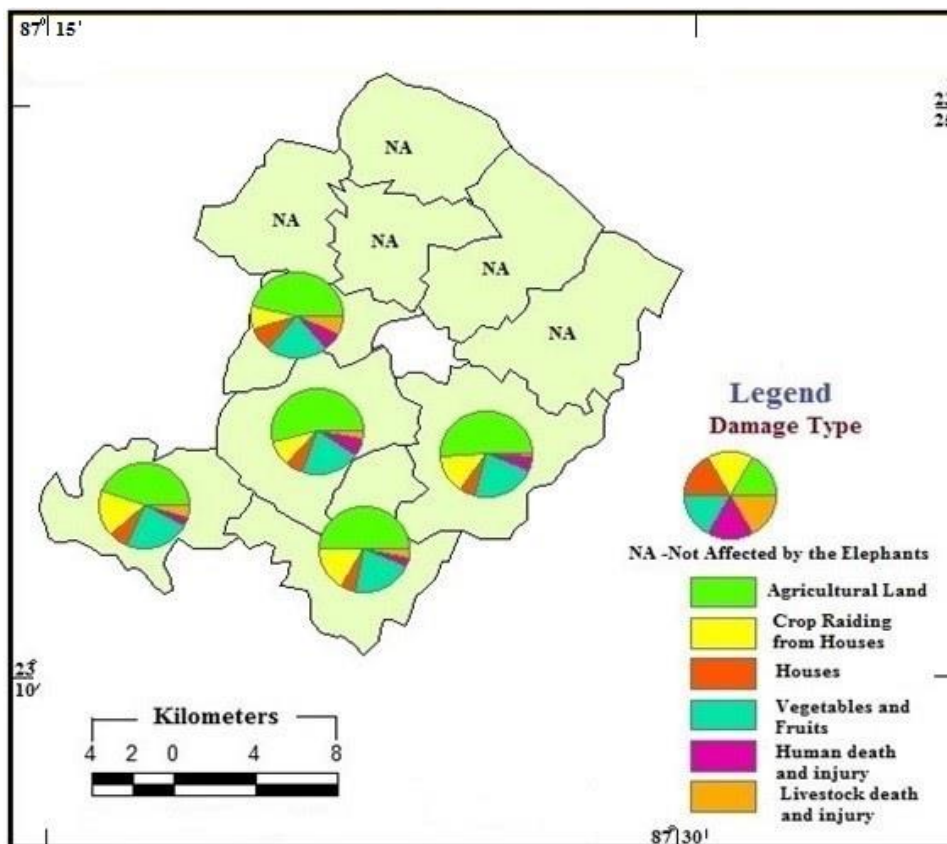 87° 15'
NA
NA
NA
NA
NA
Legend
Damage Type
NA -Not Affected by the Elephants
Agricultural Land
Crop Raiding
from Houses
Houses
Vegetables and
Fruits
Human death
and injury
Livestock death
and injury
23°
10'
Kilometers
4 2 0 4 8
87° 30'